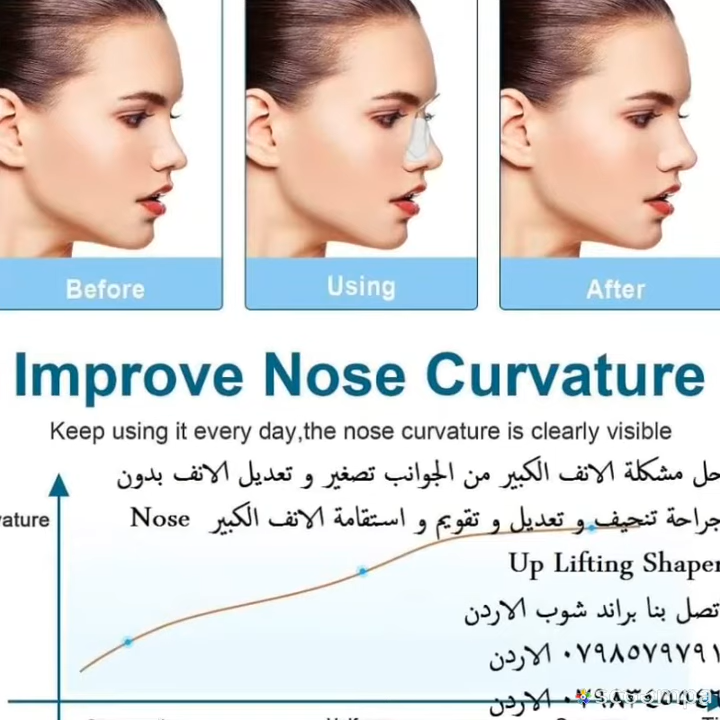 Before
Using
After
Improve Nose Curvature
Keep using it every day,the nose curvature is clearly visible
حل مشكلة الانف الكبير من الجوانب تصغير و تعديل الانف بدون
جراحة تنحيف و تعديل و تقويم و استقامة الانف الكبير Nose
Up Lifting Shaper
تصل بنا براند شوب الاردن
٠٧٩٨٥٧٩٧٩١ الاردن
الاردن